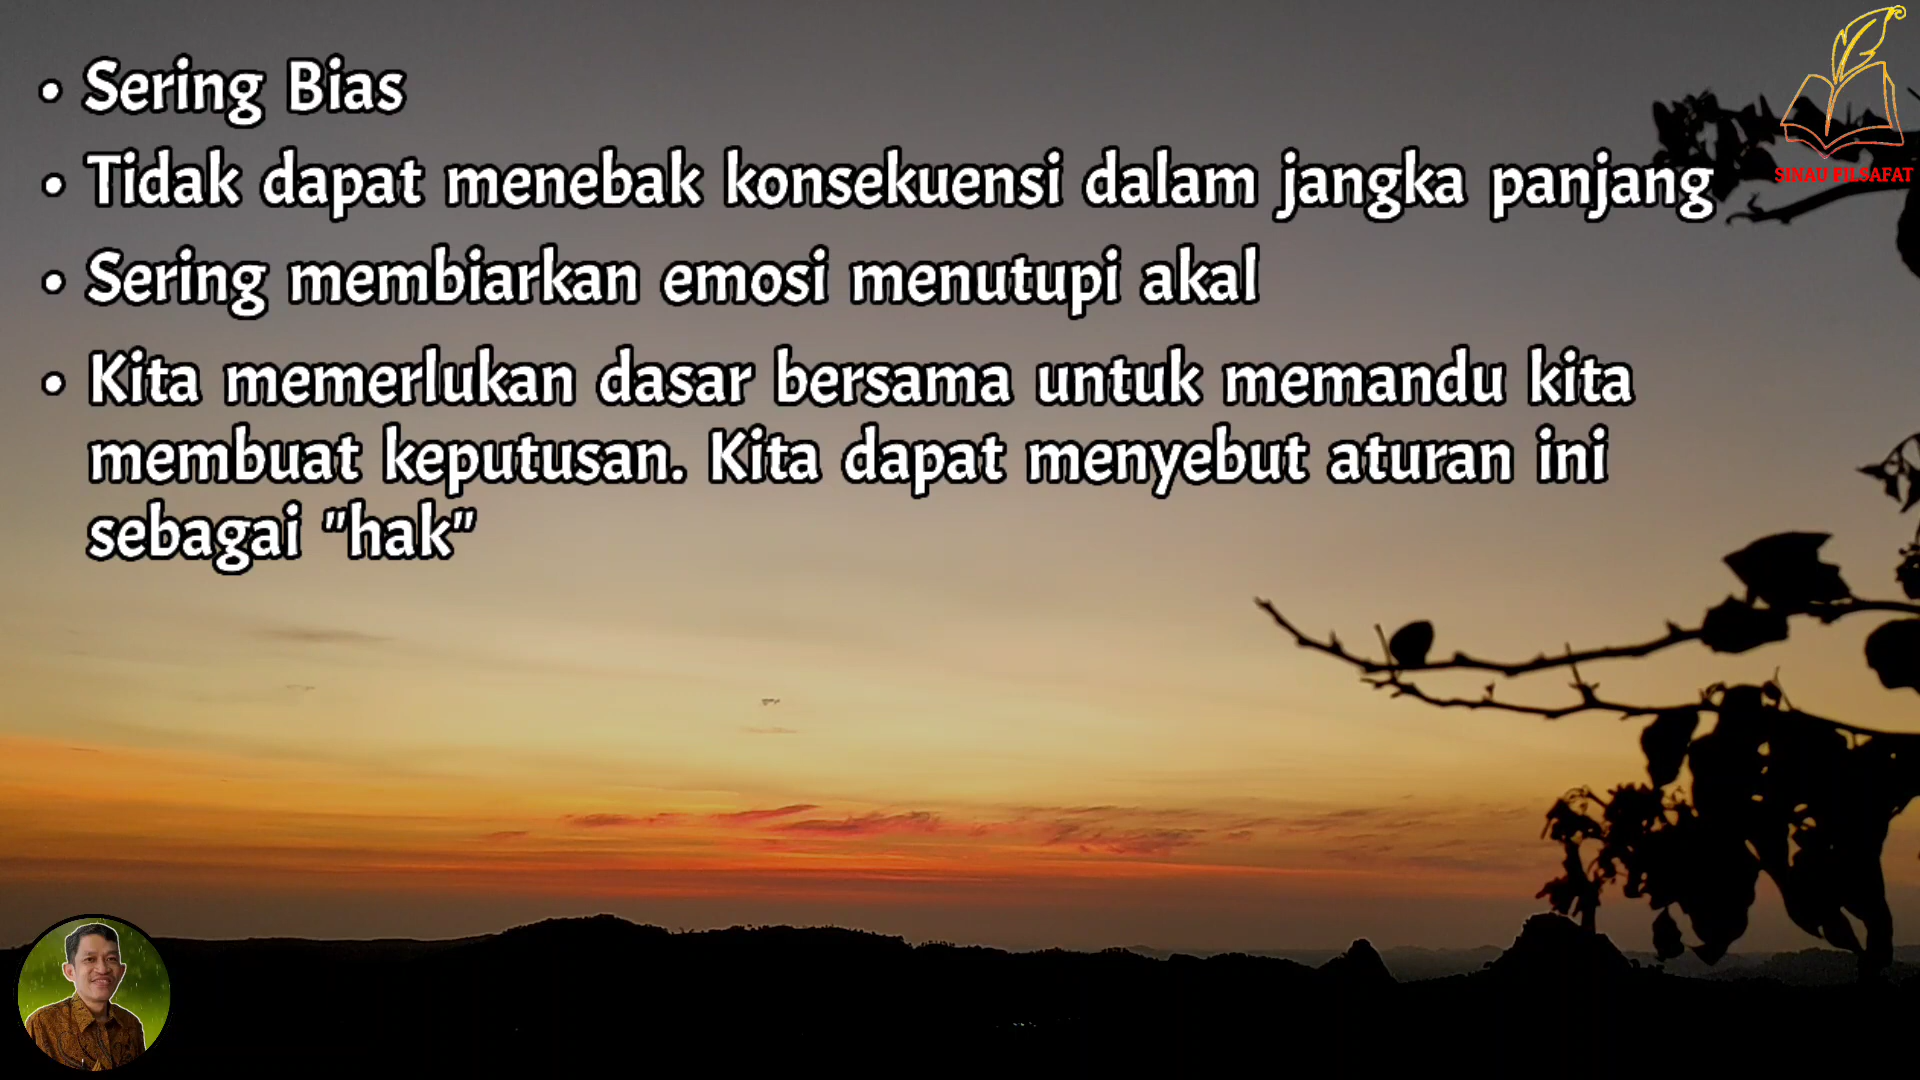 • Sering Bias
• Tidak dapat menebak konsekuensi dalam jangka panjang
• Sering membiarkan emosi menutupi akal
• Kita memerlukan dasar bersama untuk memandu kita
membuat keputusan. Kita dapat menyebut aturan ini
sebagai "hak"
SINAU FILSAFAT